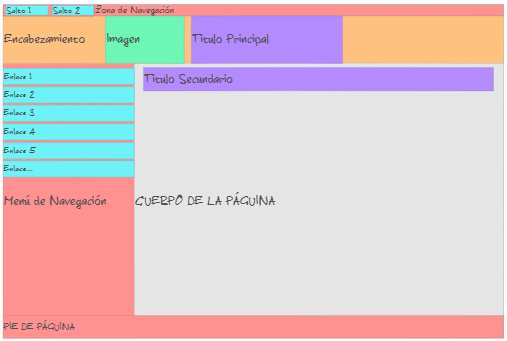 Salto 1 Salto 2 Zona de Navegación
Encabezamiento Imagen Titulo Principal
Enlace 1
Titulo Secundario
Enlace 2
Enlace 3
Enlace 4
Enlace 5
Enlace...
Menú de Navegación
CUERPO DE LA PÁGUINA
PIE DE PÁQUINA